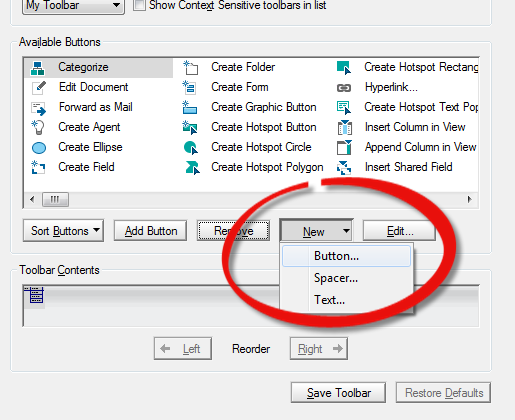 My Toolbar Show Context Sensitive toolbars in list
Available Buttons
Categorize Create Folder Create Hotspot Rectang
Edit Document Create Form Hyperlink...
Forward as Mail Create Graphic Button Create Hotspot Text Pop
Create Agent Create Hotspot Button Insert Column in View
Create Ellipse Create Hotspot Circle Append Column in View
Create Field Create Hotspot Polygon Insert Shared Field
Sort Buttons Add Button Remove New Edit...
Button...
Spacer...
Text...
Toolbar Contents
Left Reorder Right
Save Toolbar Restore Defaults